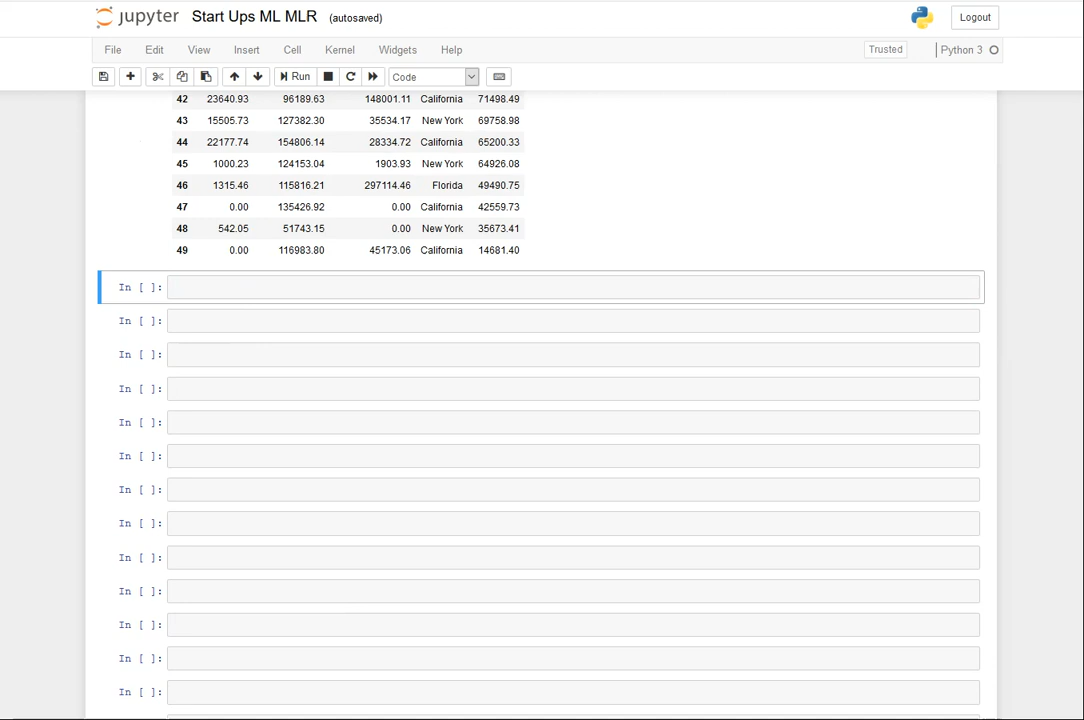 jupyter Start Ups ML MLR (autosaved) Logout
File Edit View Insert Cell Kernel Widgets Help Trusted Python 3
Run Code
42 23640.93 96189.63 148001.11 California 71498.49
43 15505.73 127382.30 35534.17 New York 69758.98
44 22177.74 154806.14 28334.72 California 65200.33
45 1000.23 124153.04 1903.93 New York 64926.08
46 1315.46 115816.21 297114.46 Florida 49490.75
47 0.00 135426.92 0.00 California 42559.73
48 542.05 51743.15 0.00 New York 35673.41
49 0.00 116983.80 45173.06 California 14681.40
In [ ]:
In [ ]:
In [ ]:
In [ ]:
In [ ]:
In [ ]:
In [ ]:
In [ ]:
In [ ]:
In [ ]:
In [ ]:
In [ ]:
In [ ]: